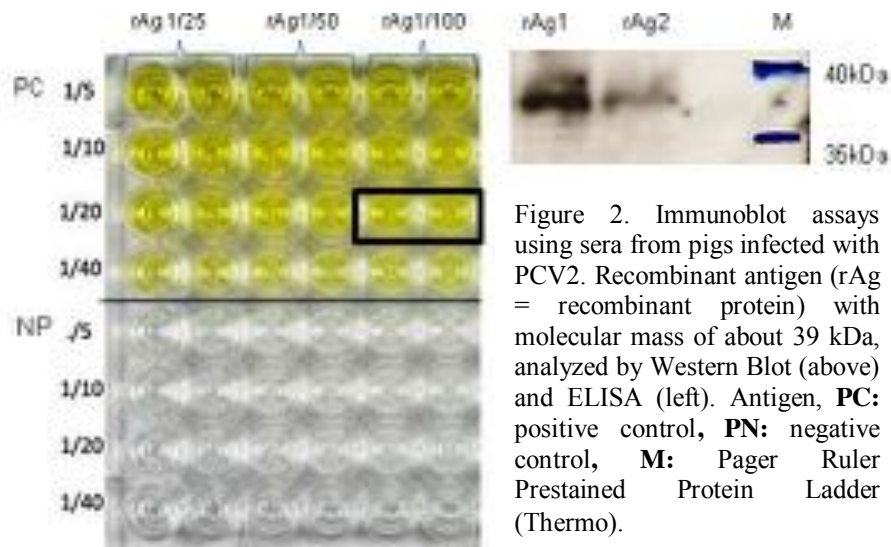 rAg 1/25 rAg1/50 rAg1/100
PC 1/5
1/10
1/20
1/40
NP ./5
1/10
1/20
1/40
rAg1 rAg2 M
40kDa
35kDa
Figure 2. Immunoblot assays
using sera from pigs infected with
PCV2. Recombinant antigen (rAg
= recombinant protein) with
molecular mass of about 39 kDa,
analyzed by Western Blot (above)
and ELISA (left). Antigen, PC:
positive control, PN: negative
control, M: Pager Ruler
Prestained Protein Ladder
(Thermo).